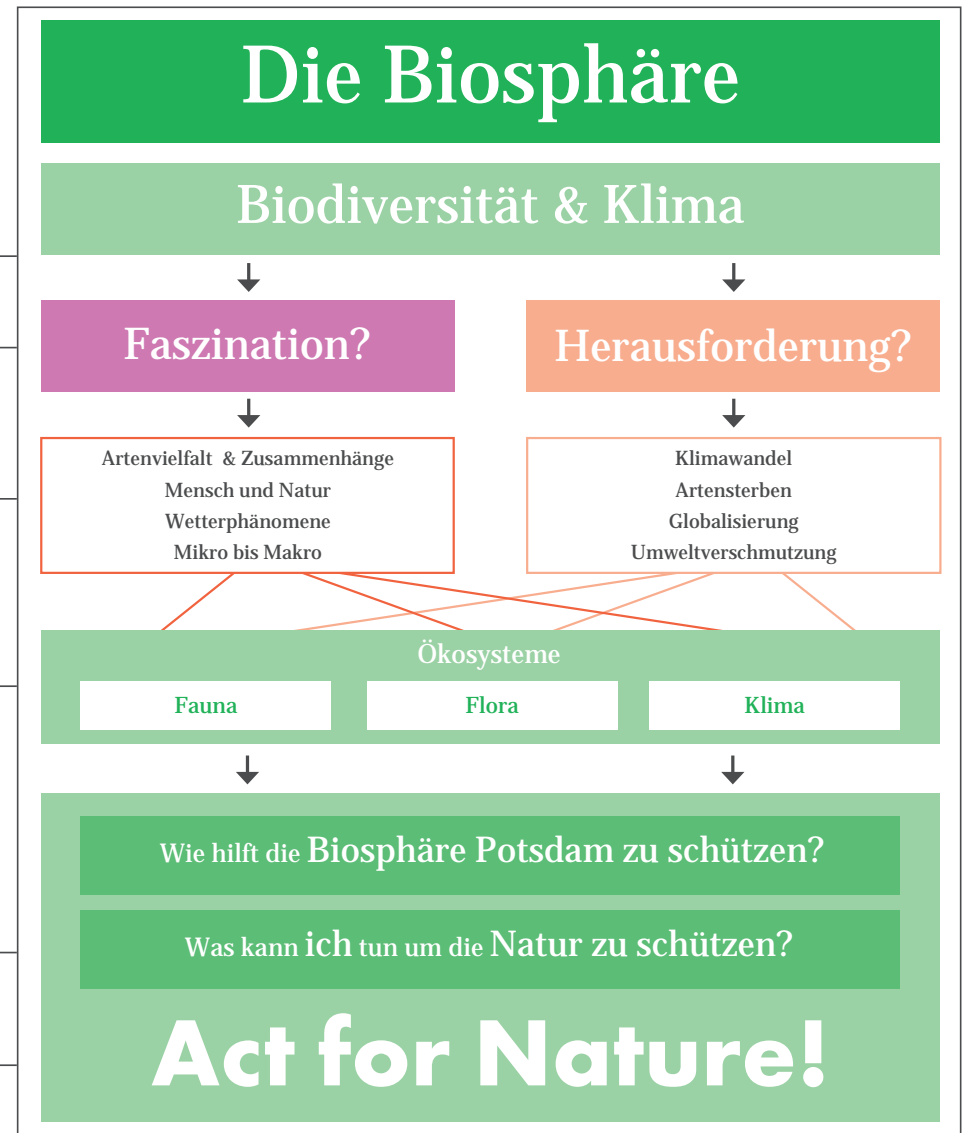 Die Biosphäre
Biodiversität & Klima
Faszination?
Herausforderung?
Artenvielfalt & Zusammenhänge
Mensch und Natur
Wetterphänomene
Mikro bis Makro
Klimawandel
Artensterben
Globalisierung
Umweltverschmutzung
Ökosysteme
Fauna
Flora
Klima
Wie hilft die Biosphäre Potsdam zu schützen?
Was kann ich tun um die Natur zu schützen?
Act for Nature!